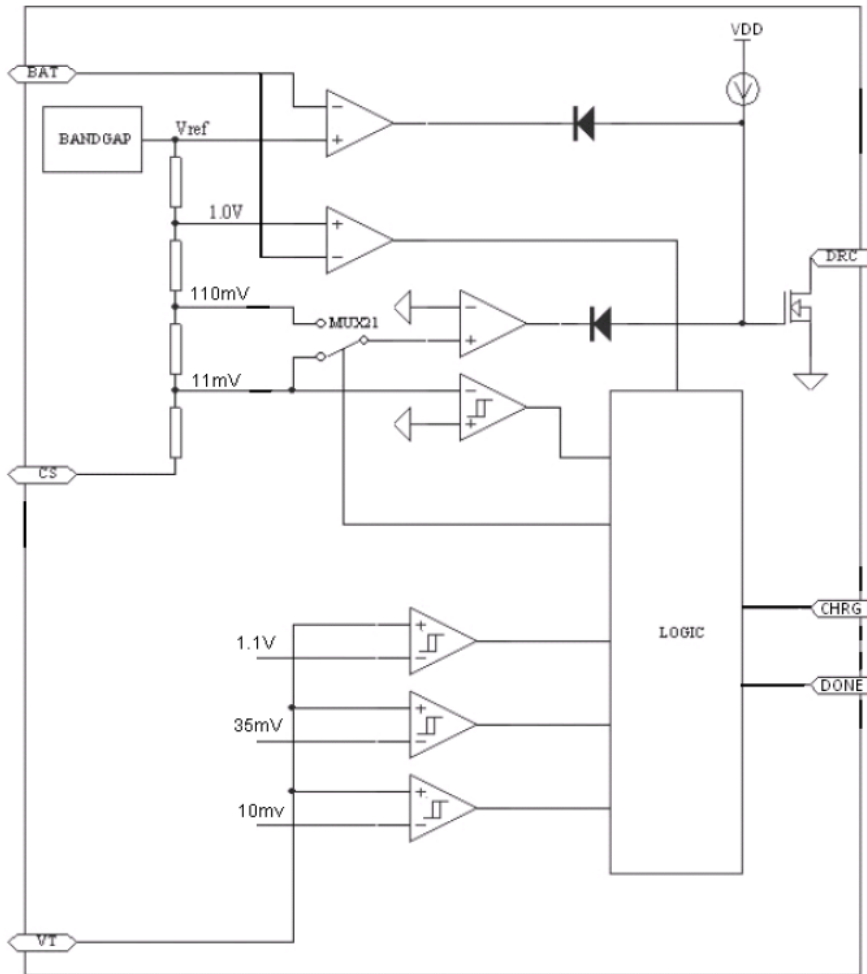 VDD
BAT
BANDGAP
Vref
−
+
1.0V
+
−
DRC
110mV
MUX21
−
+
11mV
−
+
CS
CHRG
LOGIC
1.1V
+
−
DONE
35mV
+
−
10mv
+
−
VT